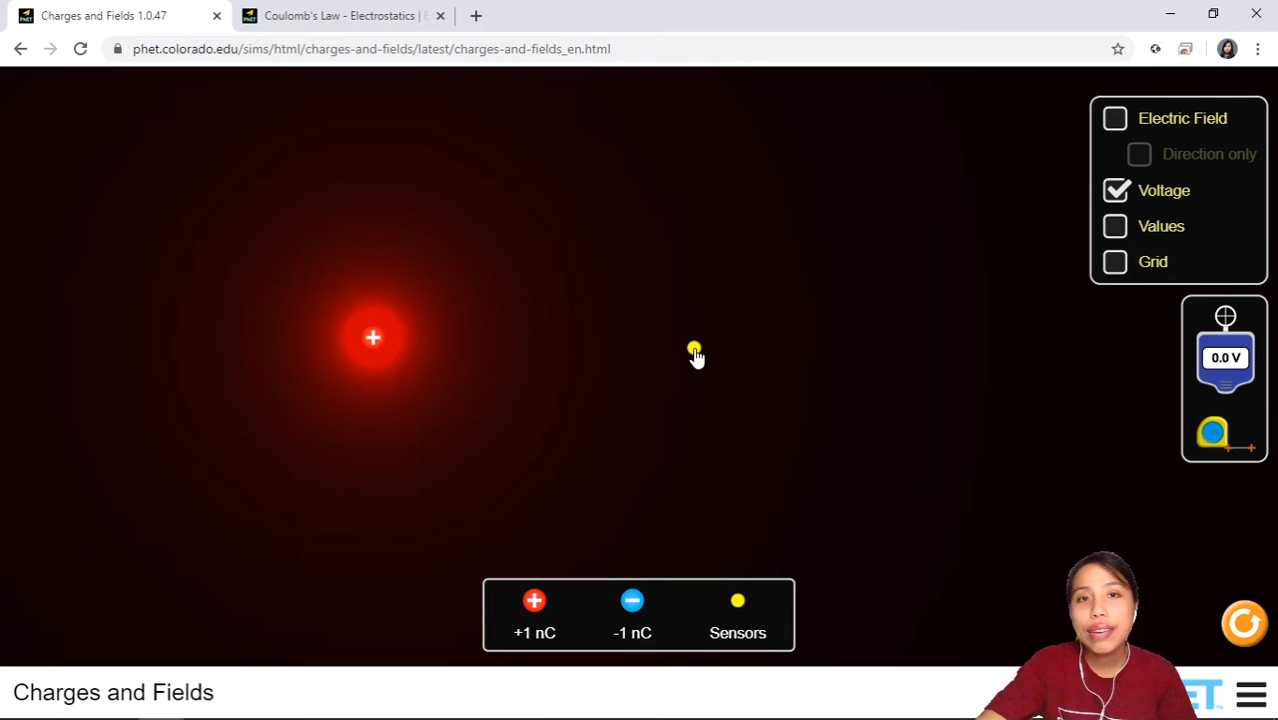 Charges and Fields 1.0.47
Coulomb's Law - Electrostatics |
phet.colorado.edu/sims/html/charges-and-fields/latest/charges-and-fields_en.html
Electric Field
Direction only
Voltage
Values
Grid
0.0 V
+1 nC
-1 nC
Sensors
Charges and Fields
ET